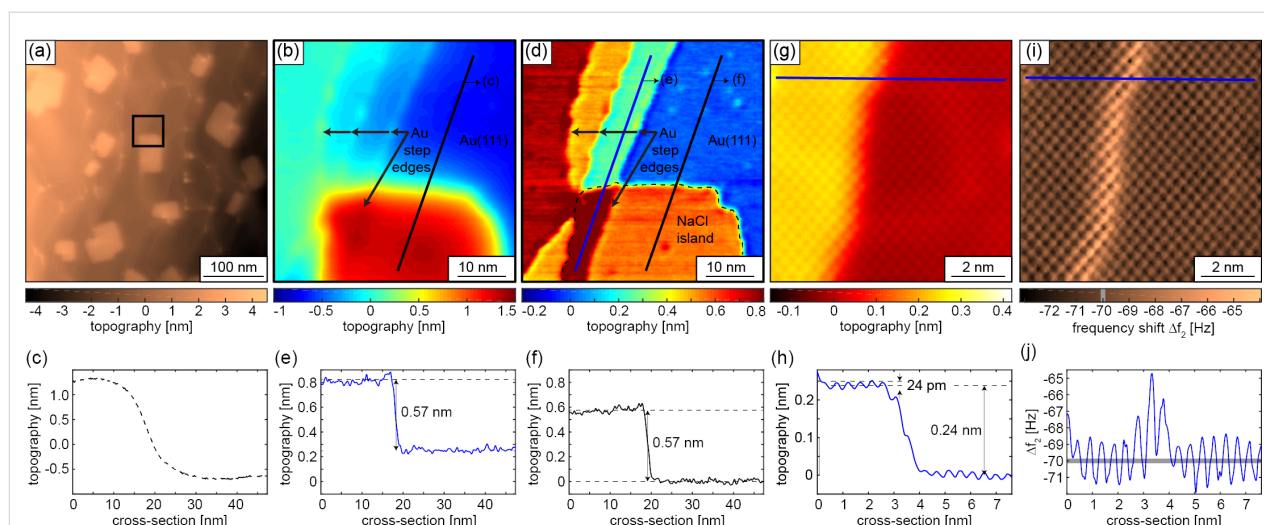 (a)
100 nm
-4 -3 -2 -1 0 1 2 3 4
topography [nm]
(b)
(c)
Au
step
edges
Au(111)
10 nm
-1 -0.5 0 0.5 1 1.5
topography [nm]
(d)
(e)
(f)
Au
step
edges
Au(111)
NaCl
island
10 nm
-0.2 0 0.2 0.4 0.6 0.8
topography [nm]
(g)
2 nm
-0.1 0 0.1 0.2 0.3 0.4
topography [nm]
(i)
2 nm
-72 -71 -70 -69 -68 -67 -66 -65
frequency shift Δf₂ [Hz]
(c)
topography [nm]
1.0
0.5
0.0
-0.5
0 10 20 30 40
cross-section [nm]
(e)
topography [nm]
0.8
0.6
0.4
0.2
0
0.57 nm
0 10 20 30 40
cross-section [nm]
(f)
topography [nm]
0.8
0.6
0.4
0.2
0
0.57 nm
0 10 20 30 40
cross-section [nm]
(h)
topography [nm]
0.2
0.1
0
24 pm
0.24 nm
0 1 2 3 4 5 6 7
cross-section [nm]
(j)
Δf₂ [Hz]
-65
-66
-67
-68
-69
-70
-71
0 1 2 3 4 5 6 7
cross-section [nm]